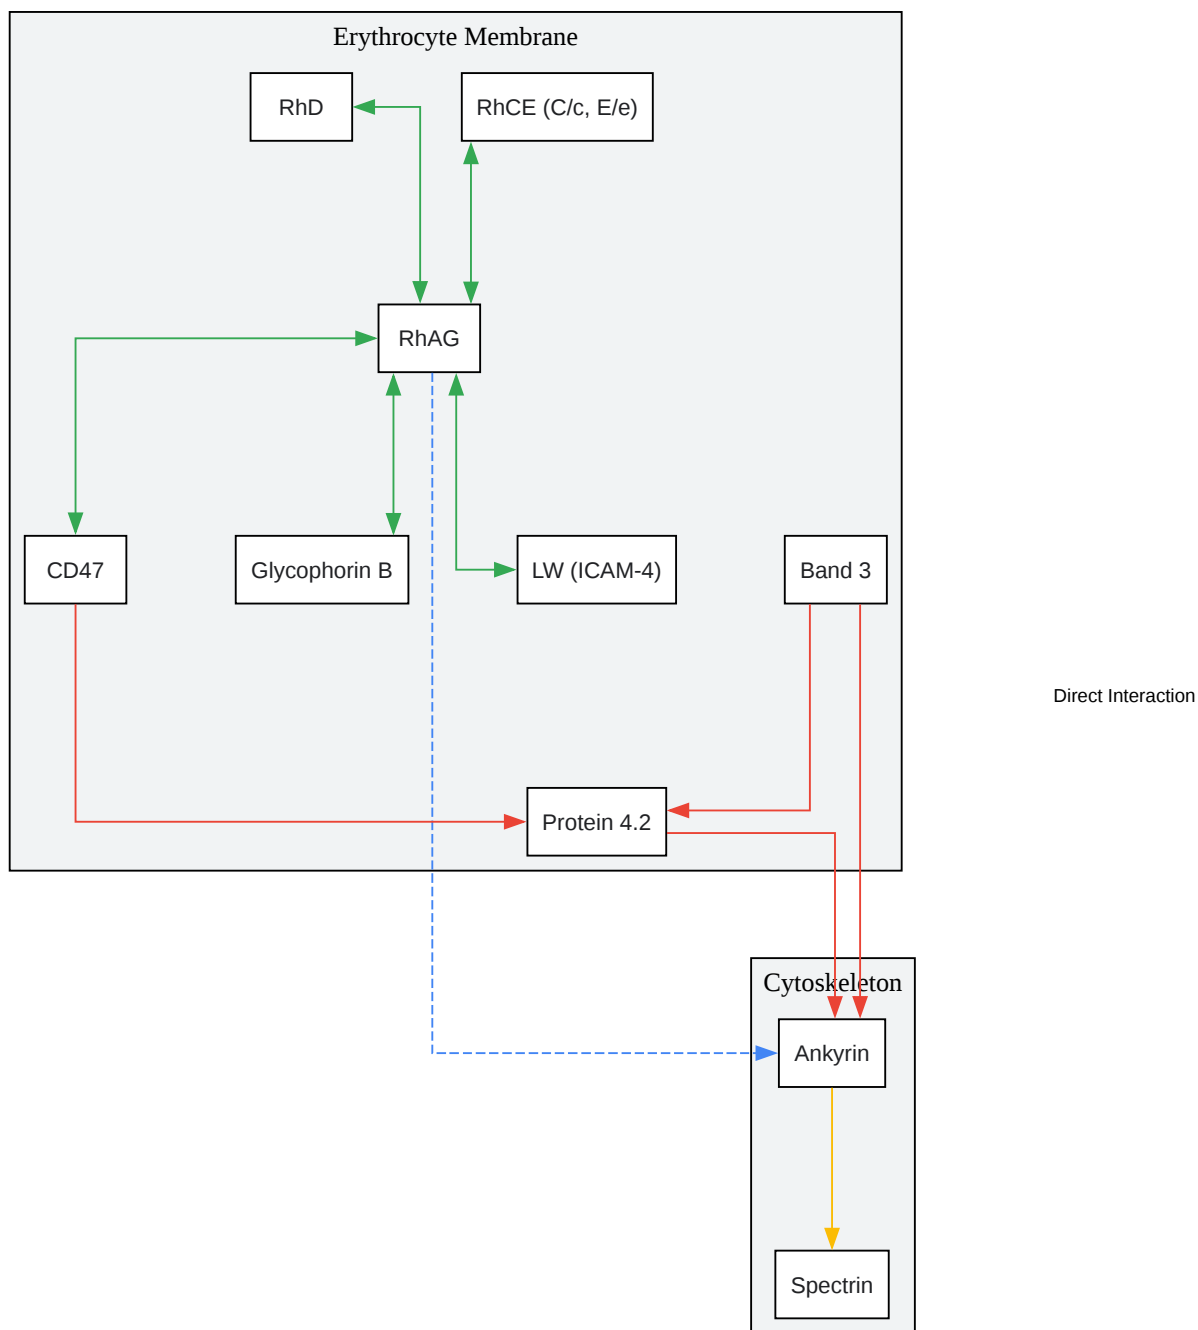 Erythrocyte Membrane
RhD
RhCE (C/c, E/e)
RhAG
CD47
Glycophorin B
LW (ICAM-4)
Band 3
Direct Interaction
Protein 4.2
Cytoskeleton
Ankyrin
Spectrin